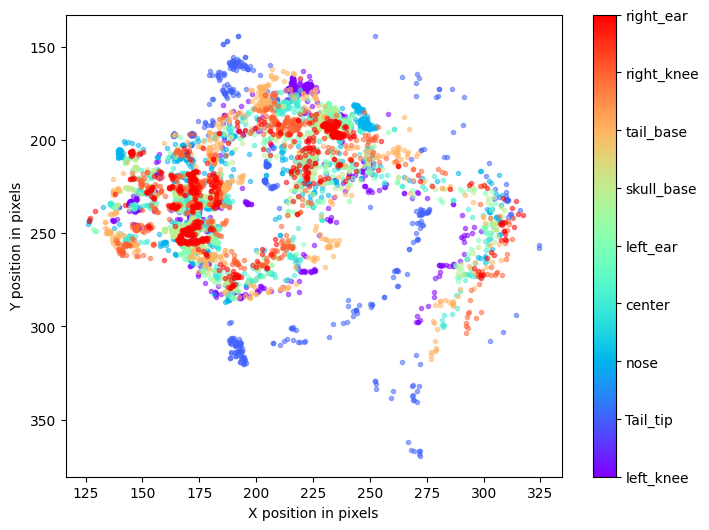 150
200
250
300
350
Y position in pixels
125
150
175
200
225
250
275
300
325
X position in pixels
right_ear
right_knee
tail_base
skull_base
left_ear
center
nose
Tail_tip
left_knee